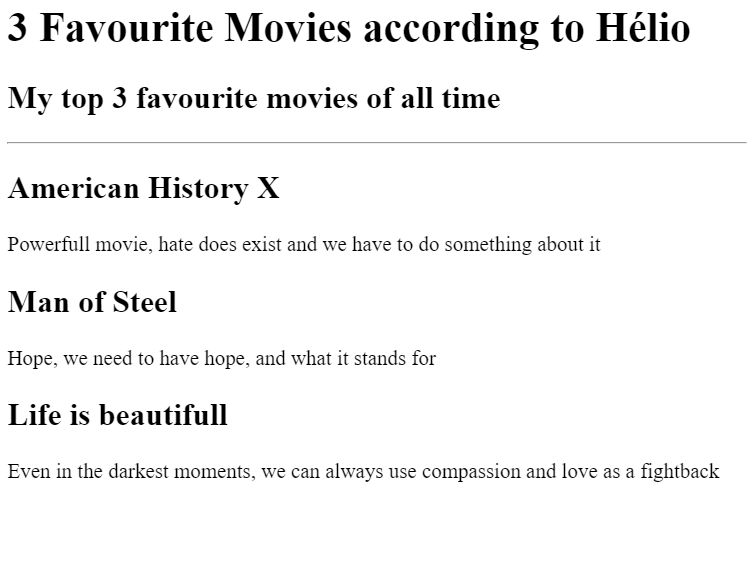 3 Favourite Movies according to Hélio
My top 3 favourite movies of all time
American History X
Powerfull movie, hate does exist and we have to do something about it
Man of Steel
Hope, we need to have hope, and what it stands for
Life is beautifull
Even in the darkest moments, we can always use compassion and love as a fightback